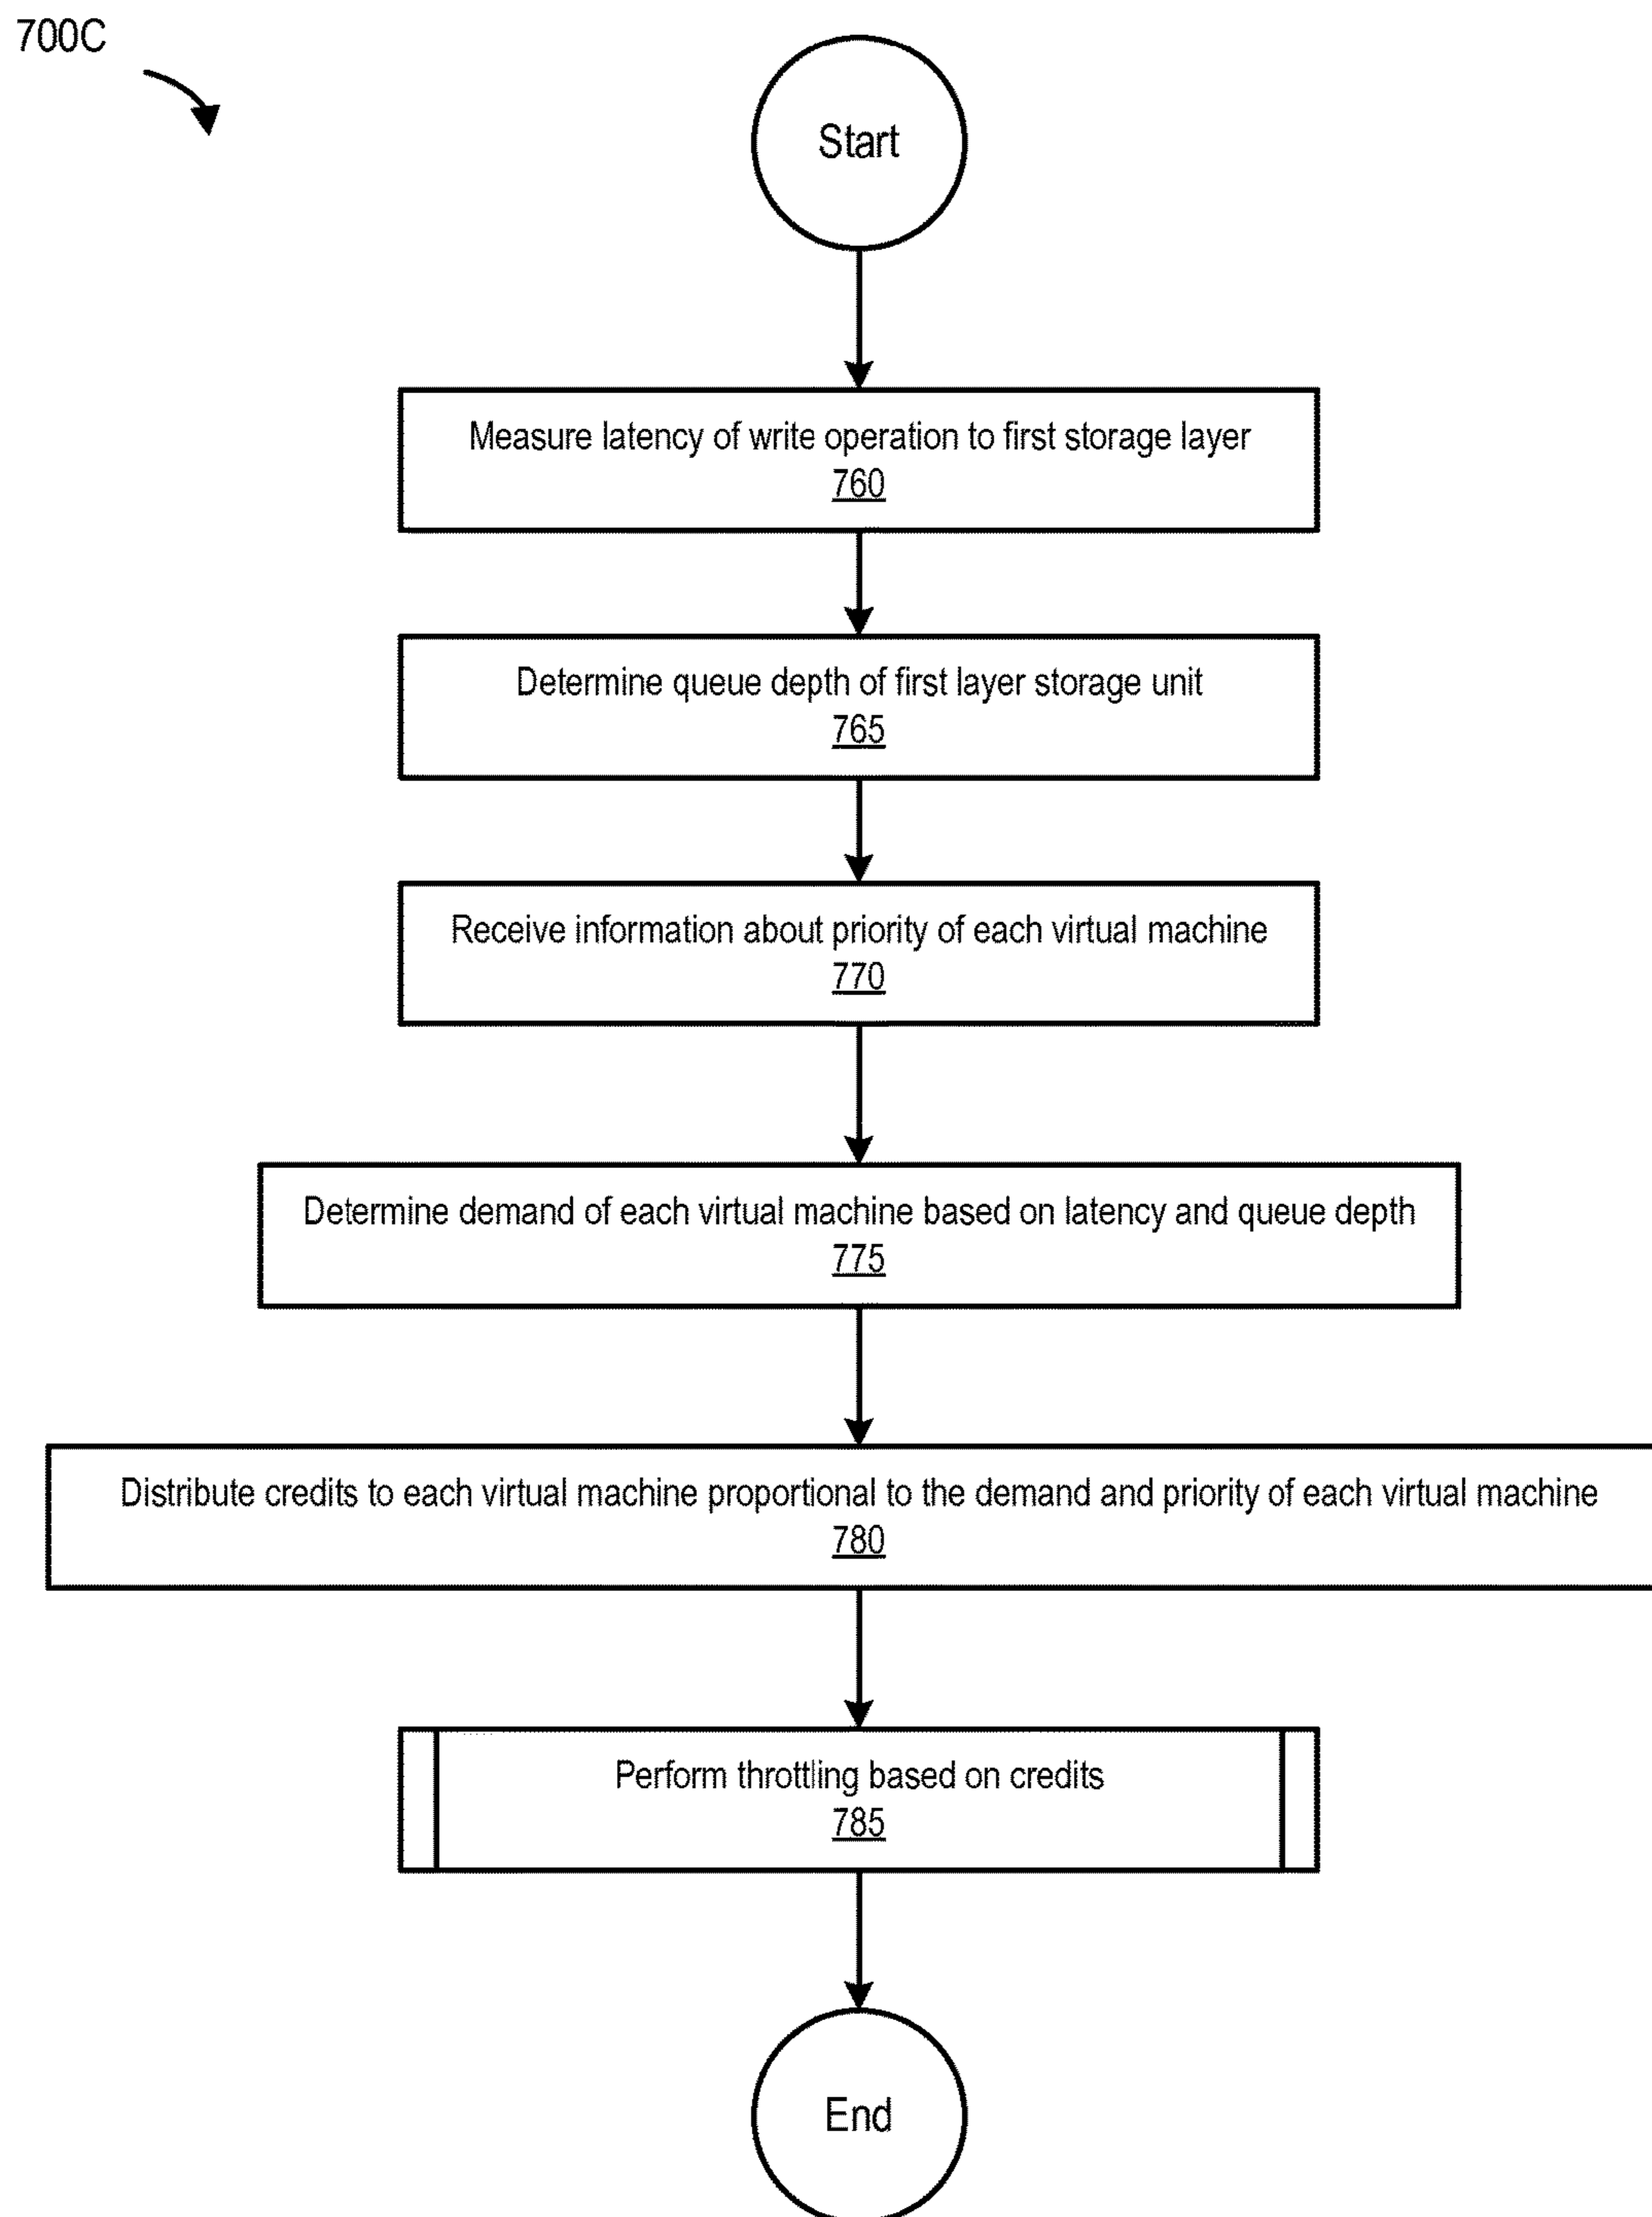 700C
Start
Measure latency of write operation to first storage layer
760
Determine queue depth of first layer storage unit
765
Receive information about priority of each virtual machine
770
Determine demand of each virtual machine based on latency and queue depth
775
Distribute credits to each virtual machine proportional to the demand and priority of each virtual machine
780
Perform throttling based on credits
785
End